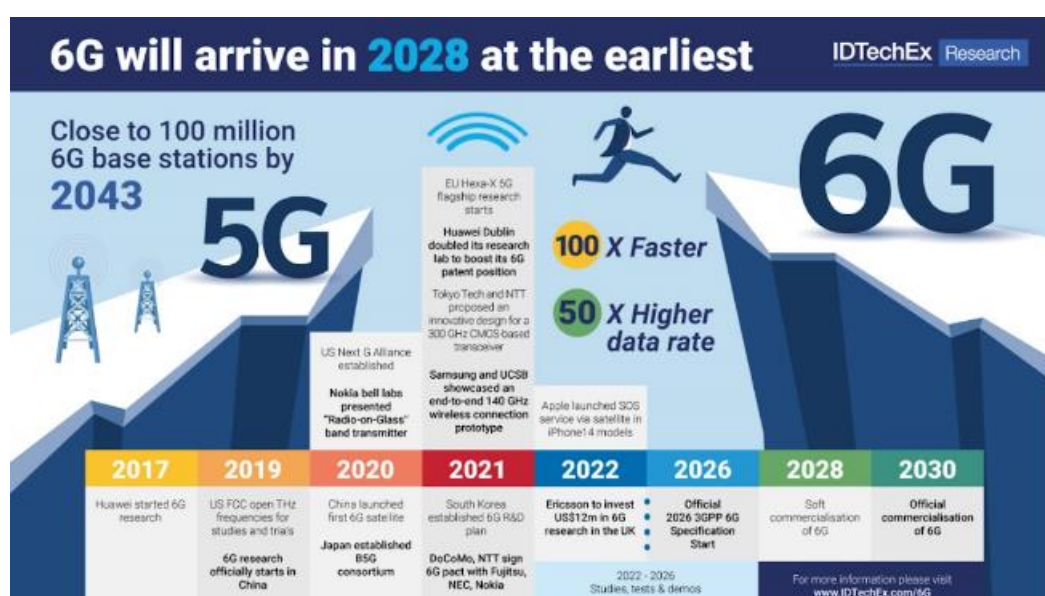 6G will arrive in 2028 at the earliest
IDTechEx Research
Close to 100 million
6G base stations by
2043
5G
6G
100 X Faster
50 X Higher
data rate
EU Hexa-X 6G
flagship research
starts
Huawei Dublin
doubled its research
lab to boost its 6G
patent position
Tokyo Tech and NTT
proposed an
innovative design for a
300 GHz CMOS-based
transceiver
Samsung and UCSB
showcased an
end-to-end 140 GHz
wireless connection
prototype
US Next G Alliance
established
Nokia bell labs
presented
"Radio-on-Glass"
band transmitter
Apple launched SOS
service via satellite in
iPhone14 models
2017
2019
2020
2021
2022
2026
2028
2030
Huawei started 6G
research
US FCC open THz
frequencies for
studies and trials
6G research
officially starts in
China
China launched
first 6G satellite
Japan established
B5G
consortium
South Korea
established 6G R&D
plan
DoCoMo, NTT sign
6G pact with Fujitsu,
NEC, Nokia
Ericsson to invest
US$12m in 6G
research in the UK
Official
2026 3GPP 6G
Specification
Start
Soft
commercialisation
of 6G
Official
commercialisation
of 6G
2022 - 2026
Studies, tests & demos
For more information please visit
www.IDTechEx.com/6G